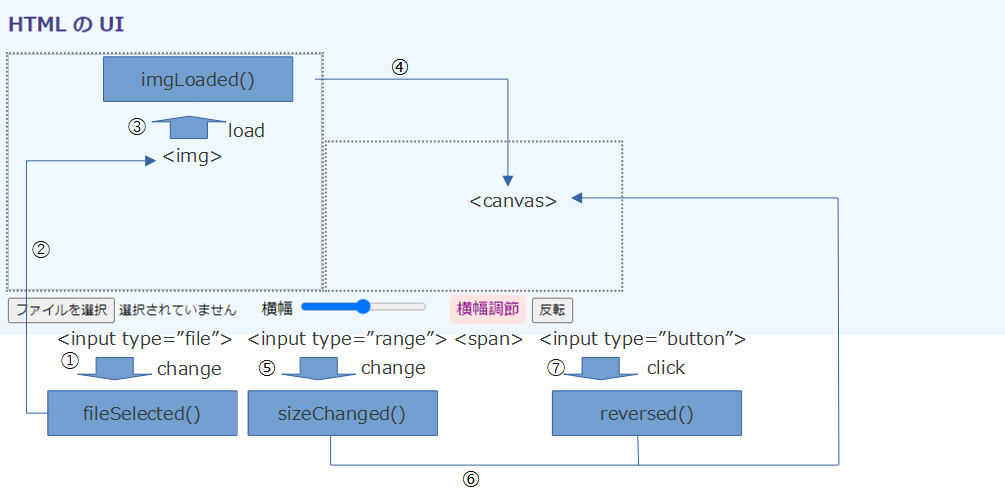 HTML の UI
imgLoaded()
④
③
load
<img>
<canvas>
②
ファイルを選択 選択されていません 横幅 横幅調節 反転
<input type=”file”> <input type=”range”> <span> <input type=”button”>
① change ⑤ change ⑦ click
fileSelected() sizeChanged() reversed()
⑥